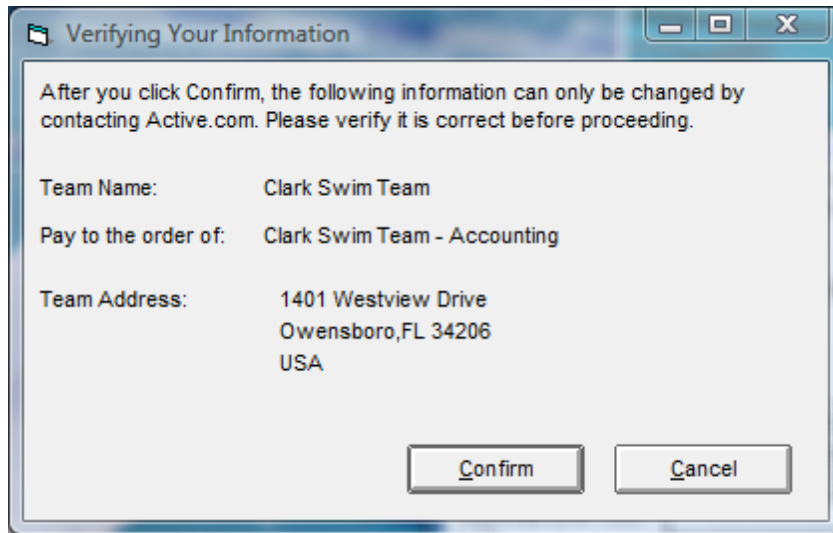 Verifying Your Information
After you click Confirm, the following information can only be changed by
contacting Active.com. Please verify it is correct before proceeding.
Team Name: Clark Swim Team
Pay to the order of: Clark Swim Team - Accounting
Team Address: 1401 Westview Drive
Owensboro,FL 34206
USA
Confirm Cancel